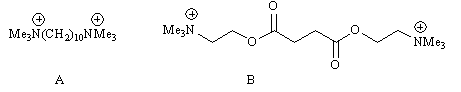 O
⊕
Me3N
O
⊕ ⊕
Me3N(CH2)10NMe3
O
⊕
NMe3
O
A B